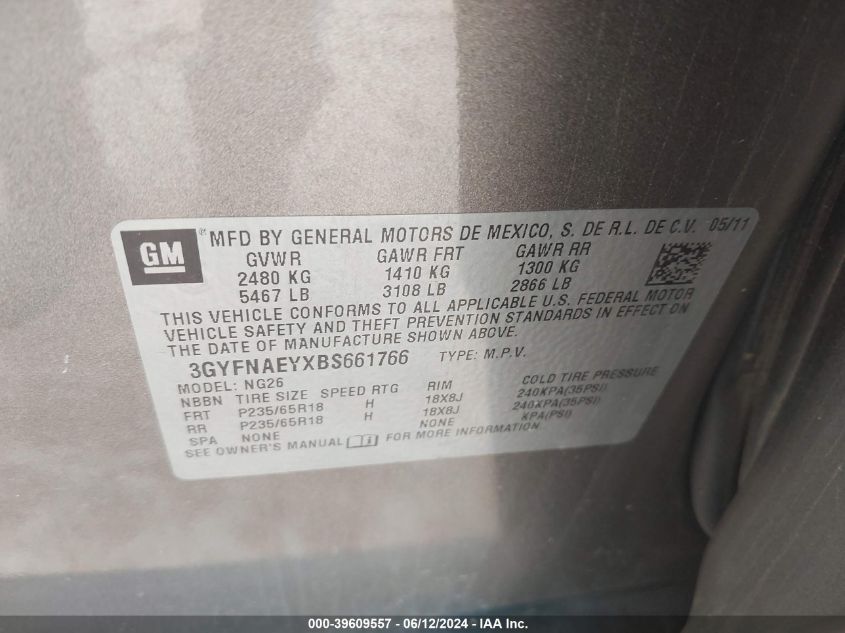 GM ® MFD BY GENERAL MOTORS DE MEXICO, S. DE R.L. DE C.V. 05/11
GVWR GAWR FRT GAWR RR
2480 KG 1410 KG 1300 KG
5467 LB 3108 LB 2866 LB
THIS VEHICLE CONFORMS TO ALL APPLICABLE U.S. FEDERAL MOTOR
VEHICLE SAFETY AND THEFT PREVENTION STANDARDS IN EFFECT ON
THE DATE OF MANUFACTURE SHOWN ABOVE.
3GYFNAEYXBS661766 TYPE: M.P.V.
MODEL: NG26
NBBN TIRE SIZE SPEED RTG RIM COLD TIRE PRESSURE
FRT P235/65R18 H 18X8J 240KPA(35PSI)
RR P235/65R18 H 18X8J 240KPA(35PSI)
SPA NONE NONE KPA(PSI)
SEE OWNER'S MANUAL FOR MORE INFORMATION.
000-39609557 - 06/12/2024 - IAA Inc.